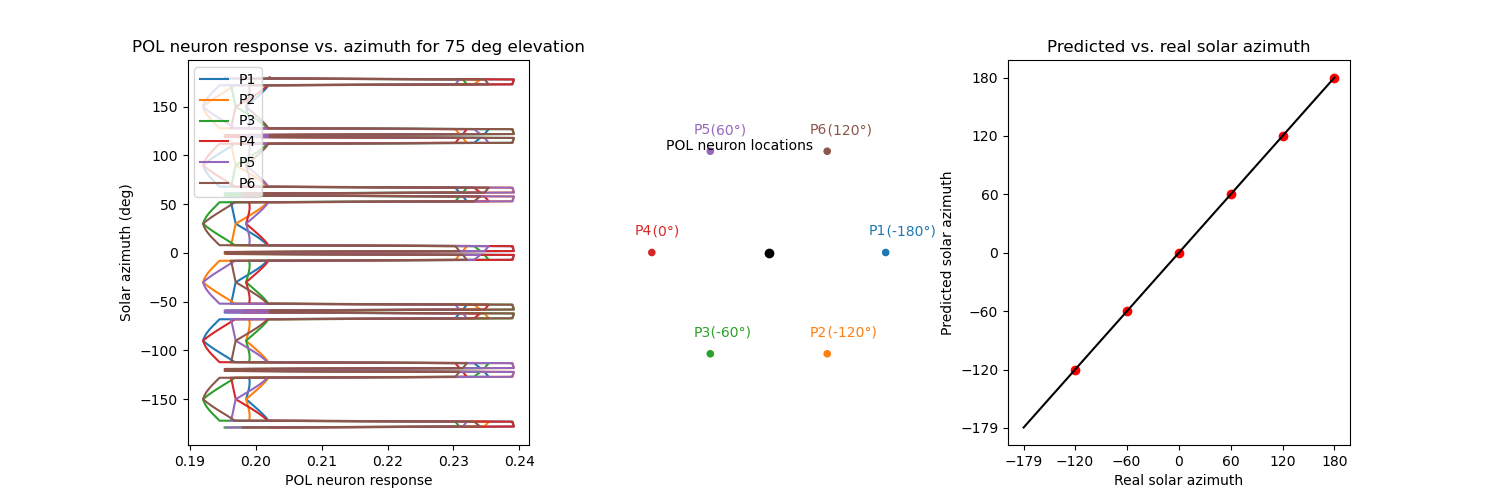 POL neuron response vs. azimuth for 75 deg elevation
P1
P2
P3
P4
P5
P6
150
100
50
0
−50
−100
−150
Solar azimuth (deg)
0.19 0.20 0.21 0.22 0.23 0.24
POL neuron response
P5(60°) P6(120°)
POL neuron locations
P4(0°) P1(-180°)
P3(-60°) P2(-120°)
Predicted vs. real solar azimuth
180
120
60
0
−60
−120
−179
Predicted solar azimuth
−179 −120 −60 0 60 120 180
Real solar azimuth